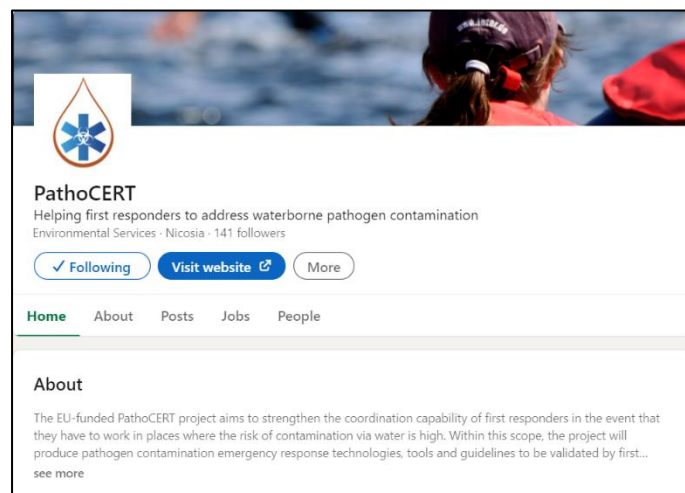 PathoCERT
Helping first responders to address waterborne pathogen contamination
Environmental Services · Nicosia · 141 followers
✓ Following
Visit website
More
Home
About
Posts
Jobs
People
About
The EU-funded PathoCERT project aims to strengthen the coordination capability of first responders in the event that
they have to work in places where the risk of contamination via water is high. Within this scope, the project will
produce pathogen contamination emergency response technologies, tools and guidelines to be validated by first...
see more